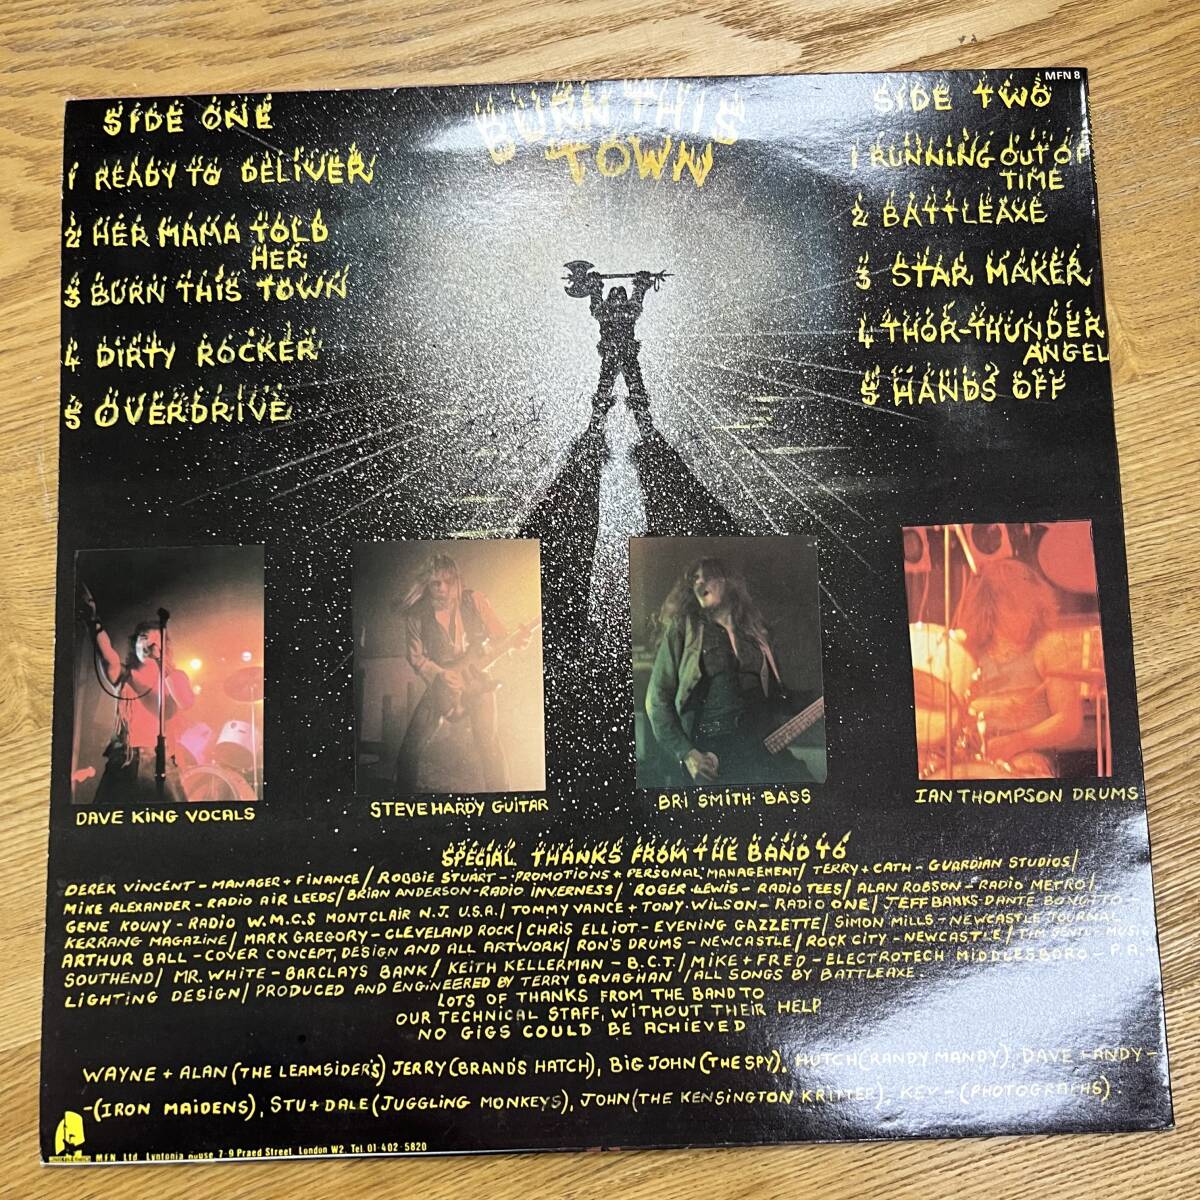 MFN 8
BURN THIS
TOWN
SIDE ONE
1 READY TO DELIVER
2 HER MAMA TOLD
HER
3 BURN THIS TOWN
4 DIRTY ROCKER
5 OVERDRIVE
SIDE TWO
1 RUNNING OUT OF
TIME
2 BATTLEAXE
3 STAR MAKER
4 THOR-THUNDER
ANGEL
5 HANDS OFF
DAVE KING VOCALS
STEVE HARDY GUITAR
BRI SMITH BASS
IAN THOMPSON DRUMS
SPECIAL THANKS FROM THE BAND TO
DEREK VINCENT - MANAGER + FINANCE/ ROBBIE STUART - PROMOTIONS + PERSONAL MANAGEMENT/ TERRY + CATH - GUARDIAN STUDIOS/
MIKE ALEXANDER - RADIO AIR LEEDS/ BRIAN ANDERSON - RADIO INVERNESS/ ROGER LEWIS - RADIO TEES/ ALAN ROBSON - RADIO METRO/
GENE KOUNY - RADIO W.M.C.S MONTCLAIR N.J. U.S.A./ TOMMY VANCE + TONY WILSON - RADIO ONE/ JEFF BANKS - DANTE BONUTTO -
KERRANG MAGAZINE/ MARK GREGORY - CLEVELAND ROCK/ CHRIS ELLIOT - EVENING GAZZETTE/ SIMON MILLS - NEWCASTLE JOURNAL
ARTHUR BALL - COVER CONCEPT, DESIGN AND ALL ARTWORK/ RON'S DRUMS - NEWCASTLE/ ROCK CITY - NEWCASTLE/ MUSIC
SOUTHEND/ MR. WHITE - BARCLAYS BANK/ KEITH KELLERMAN - B.C.T/ MIKE + FRED - ELECTROTECH MIDDLESBORO - P.A.
LIGHTING DESIGN/ PRODUCED AND ENGINEERED BY TERRY GAVAGHAN/ ALL SONGS BY BATTLEAXE
LOTS OF THANKS FROM THE BAND TO
OUR TECHNICAL STAFF, WITHOUT THEIR HELP
NO GIGS COULD BE ACHIEVED
WAYNE + ALAN (THE LEAMSIDERS) JERRY (BRAND'S HATCH), BIG JOHN (THE SPY), HUTCH (RANDY MANDY), DAVE HANDY -
- (IRON MAIDENS), STU + DALE (JUGGLING MONKEYS), JOHN (THE KENSINGTON KRITTER), KEV - (PHOTOGRAPHS).
M.F.N. Ltd. Lyntonia House 7-9 Praed Street London W2. Tel. 01-402-5820